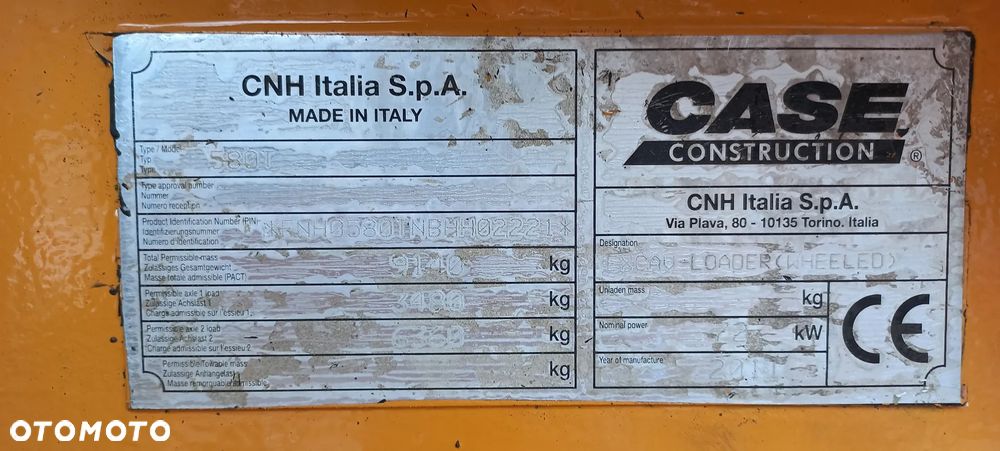 CNH Italia S.p.A.
MADE IN ITALY
Type / Model
Typ
Type
580T
Type approval number
Nummer
Numero reception
Product Identification Number (PIN)
Identifizierungsnummer
Numero d'identification
Total Permissible-mass
Zulassiges Gesamtgewicht
Masse totale admissible (PACT)
9140
kg
Permissible axle 1 load
Zulassige Achslast 1
Charge admissible sur l'essieu 1
3480
kg
Permissible axle 2 load
Zulassige Achslast 2
Charge admissible sur l'essieu 2
kg
Permissible towable mass
Zulassige Anhangelast
Masse remorquable admissible
kg
CASE
CONSTRUCTION ®
CNH Italia S.p.A.
Via Plava, 80 - 10135 Torino. Italia
Designation
LOADER(WHEELED)
Unladen mass
kg
Nominal power
kW
Year of manufacture
CE
OTOMOTO